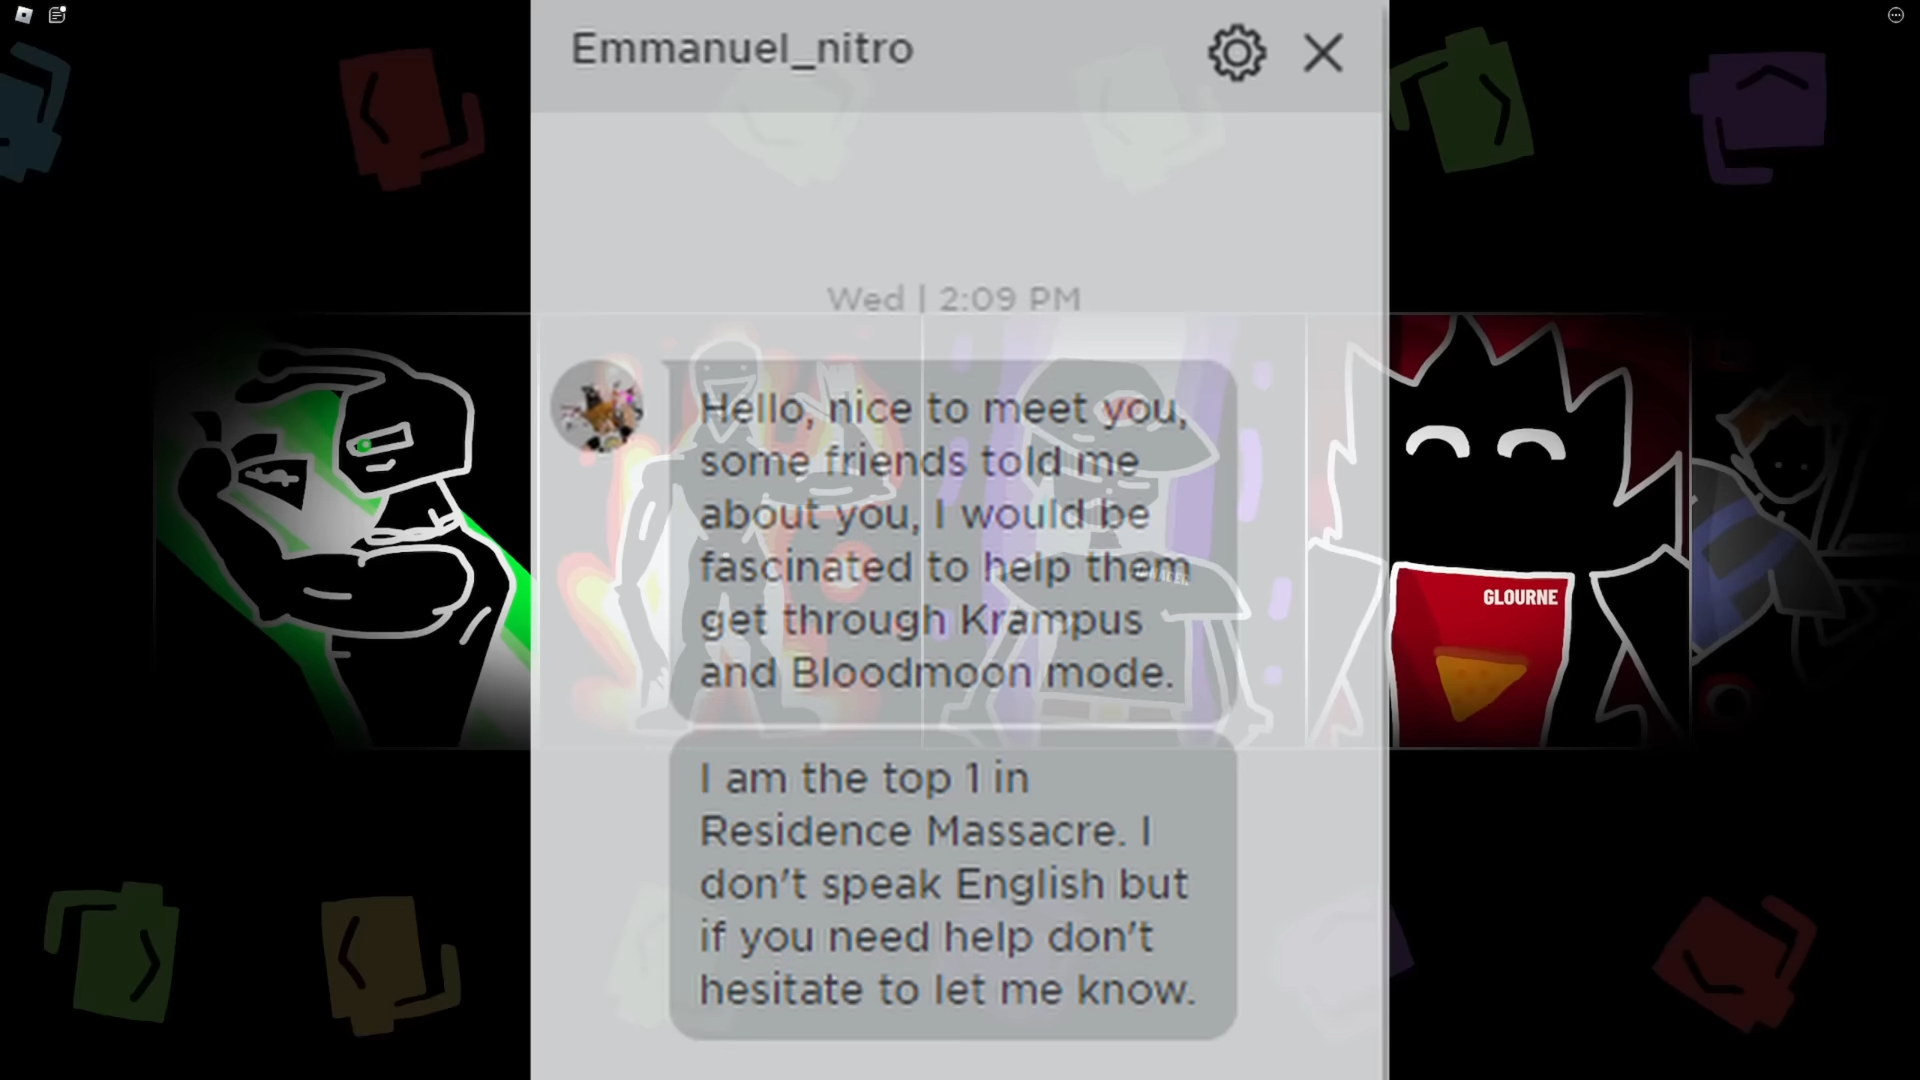 Emmanuel_nitro
Wed | 2:09 PM
Hello, nice to meet you,
some friends told me
about you, I would be
fascinated to help them
get through Krampus
and Bloodmoon mode.
I am the top 1 in
Residence Massacre. I
don't speak English but
if you need help don't
hesitate to let me know.
GLOURNE